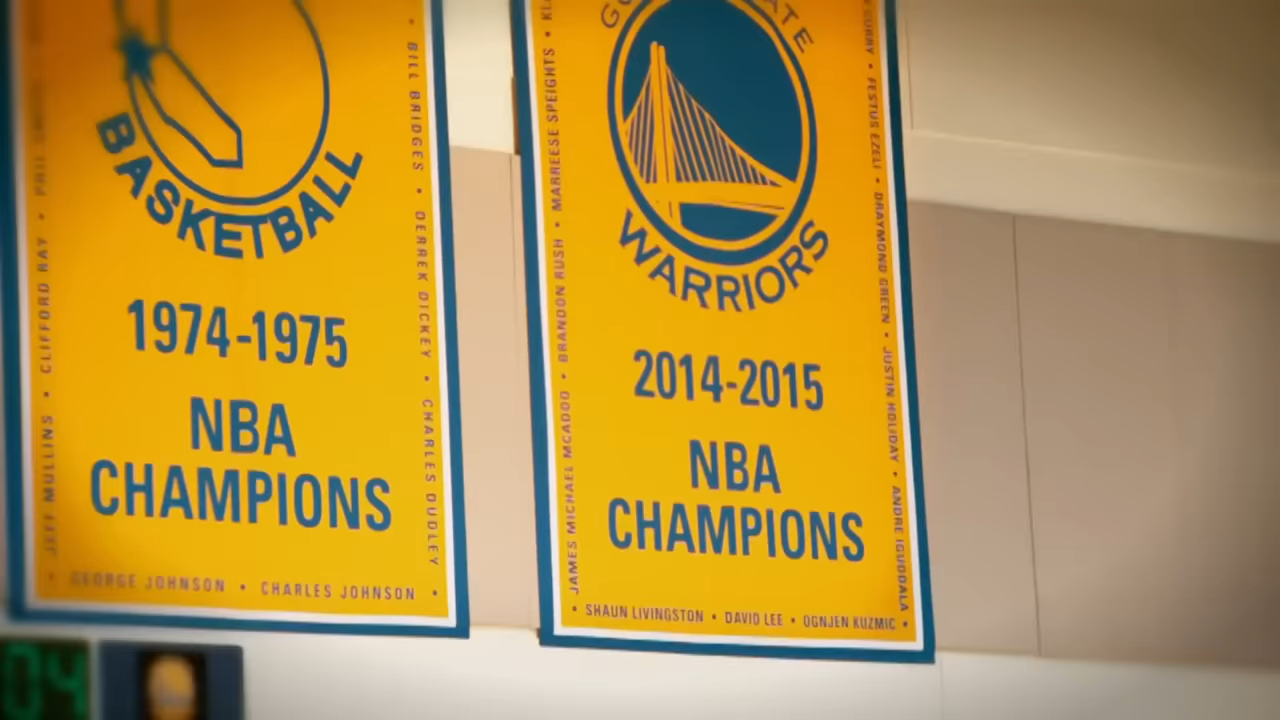 BASKETBALL
1974-1975
NBA
CHAMPIONS
JEFF MULLINS • CLIFFORD RAY •
• BILL BRIDGES • DERREK DICKEY • CHARLES DUDLEY
• GEORGE JOHNSON • CHARLES JOHNSON •
WARRIORS
2014-2015
NBA
CHAMPIONS
JAMES MICHAEL MCADOO • BRANDON RUSH • MARREESE SPEIGHTS •
CURRY • FESTUS EZELI • DRAYMOND GREEN • JUSTIN HOLIDAY • ANDRE IGUODALA
• SHAUN LIVINGSTON • DAVID LEE • OGNJEN KUZMIC •
04